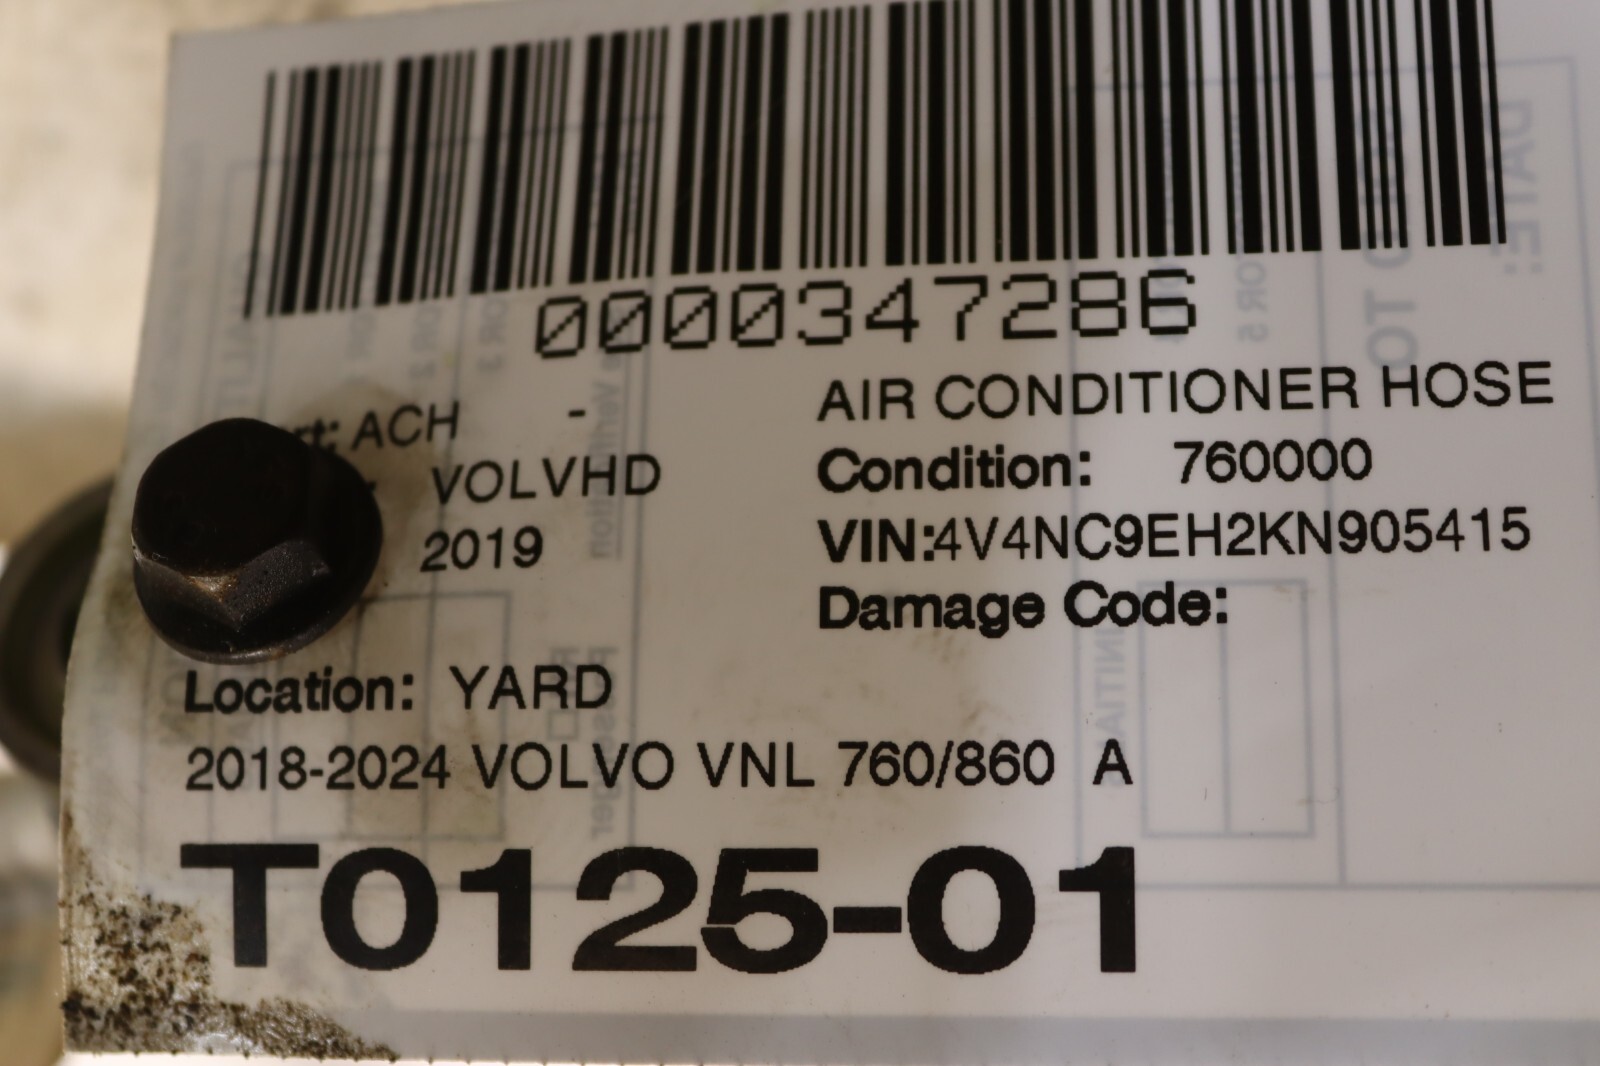 0000347286
rt: ACH - AIR CONDITIONER HOSE
VOLVHD Condition: 760000
2019 VIN:4V4NC9EH2KN905415
Damage Code:
Location: YARD
2018-2024 VOLVO VNL 760/860 A
T0125-01